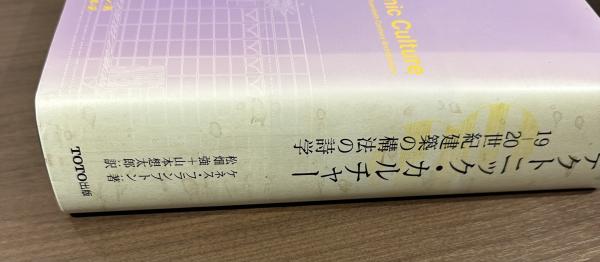 テクトニック・カルチャー
19–20世紀建築の構法の詩学
ケネス・フランプトン 著
松畑強+山本想太郎 訳
TOTO出版
nic Culture